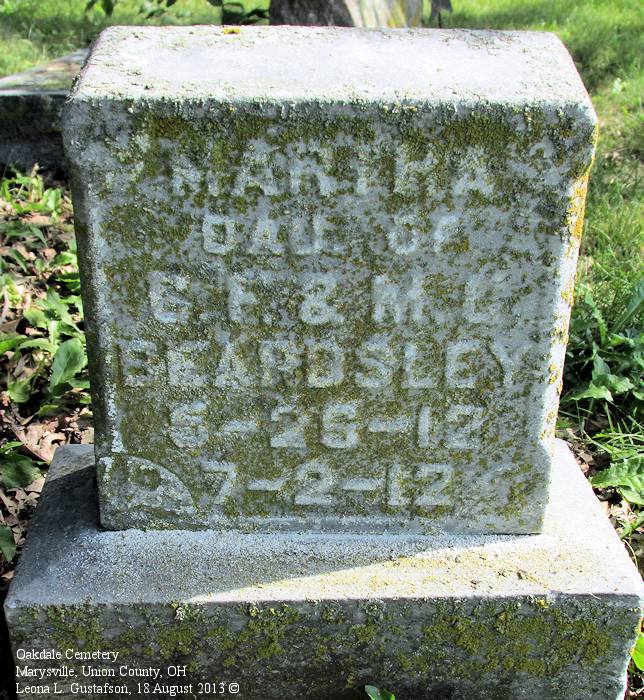 MARTHA
DAU. OF
C. F. & M. L.
BEARDSLEY
6-26-12
7-2-12
Oakdale Cemetery
Marysville, Union County, OH
Leona L. Gustafson, 18 August 2013 ©